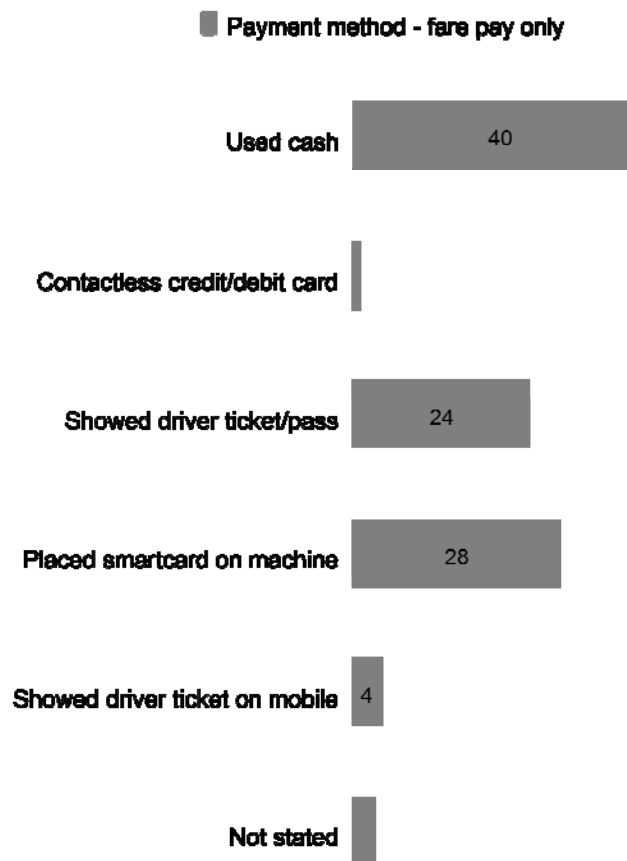 Payment method - fare pay only
Used cash
40
Contactless credit/debit card
Showed driver ticket/pass
24
Placed smartcard on machine
28
Showed driver ticket on mobile
4
Not stated